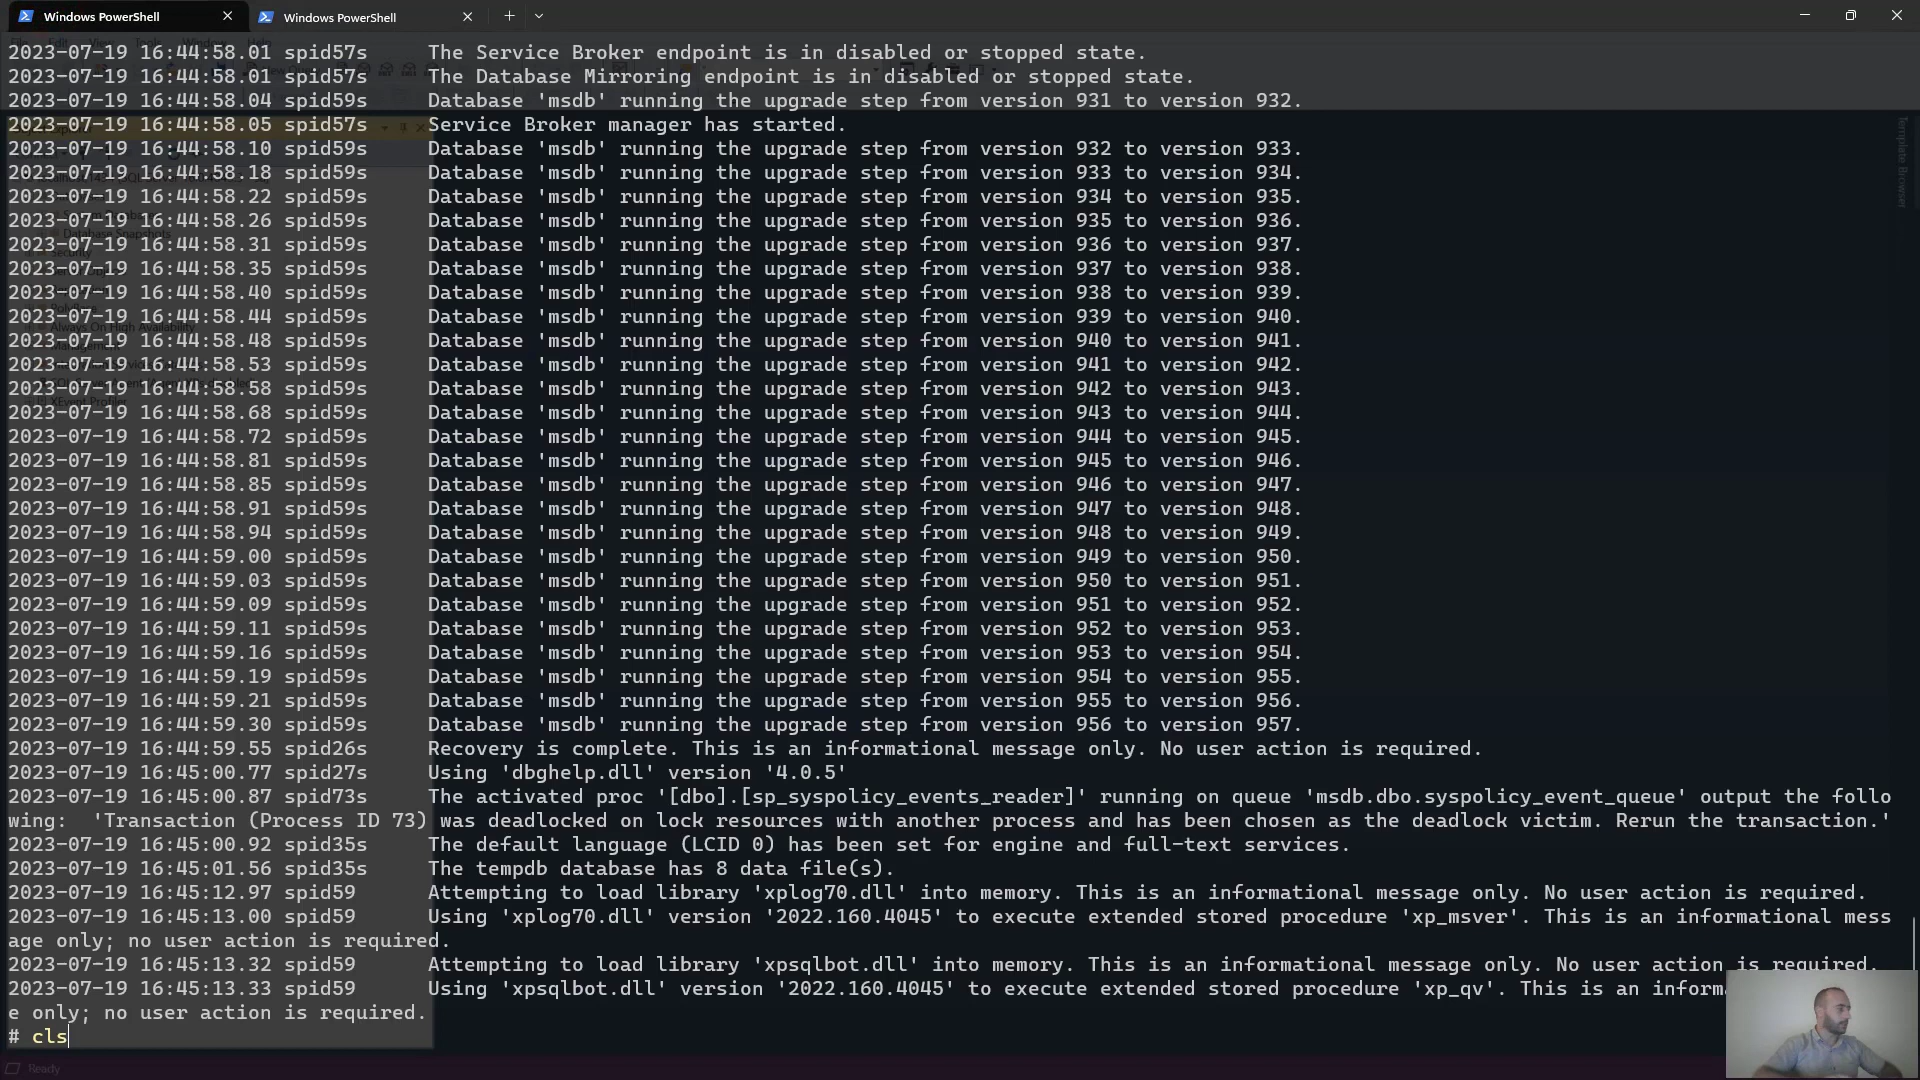 Windows PowerShell
Windows PowerShell
2023-07-19 16:44:58.01 spid57s     The Service Broker endpoint is in disabled or stopped state.
2023-07-19 16:44:58.01 spid57s     The Database Mirroring endpoint is in disabled or stopped state.
2023-07-19 16:44:58.04 spid59s     Database 'msdb' running the upgrade step from version 931 to version 932.
2023-07-19 16:44:58.05 spid57s     Service Broker manager has started.
2023-07-19 16:44:58.10 spid59s     Database 'msdb' running the upgrade step from version 932 to version 933.
2023-07-19 16:44:58.18 spid59s     Database 'msdb' running the upgrade step from version 933 to version 934.
2023-07-19 16:44:58.22 spid59s     Database 'msdb' running the upgrade step from version 934 to version 935.
2023-07-19 16:44:58.26 spid59s     Database 'msdb' running the upgrade step from version 935 to version 936.
2023-07-19 16:44:58.31 spid59s     Database 'msdb' running the upgrade step from version 936 to version 937.
2023-07-19 16:44:58.35 spid59s     Database 'msdb' running the upgrade step from version 937 to version 938.
2023-07-19 16:44:58.40 spid59s     Database 'msdb' running the upgrade step from version 938 to version 939.
2023-07-19 16:44:58.44 spid59s     Database 'msdb' running the upgrade step from version 939 to version 940.
2023-07-19 16:44:58.48 spid59s     Database 'msdb' running the upgrade step from version 940 to version 941.
2023-07-19 16:44:58.53 spid59s     Database 'msdb' running the upgrade step from version 941 to version 942.
2023-07-19 16:44:58.58 spid59s     Database 'msdb' running the upgrade step from version 942 to version 943.
2023-07-19 16:44:58.68 spid59s     Database 'msdb' running the upgrade step from version 943 to version 944.
2023-07-19 16:44:58.72 spid59s     Database 'msdb' running the upgrade step from version 944 to version 945.
2023-07-19 16:44:58.81 spid59s     Database 'msdb' running the upgrade step from version 945 to version 946.
2023-07-19 16:44:58.85 spid59s     Database 'msdb' running the upgrade step from version 946 to version 947.
2023-07-19 16:44:58.91 spid59s     Database 'msdb' running the upgrade step from version 947 to version 948.
2023-07-19 16:44:58.94 spid59s     Database 'msdb' running the upgrade step from version 948 to version 949.
2023-07-19 16:44:59.00 spid59s     Database 'msdb' running the upgrade step from version 949 to version 950.
2023-07-19 16:44:59.03 spid59s     Database 'msdb' running the upgrade step from version 950 to version 951.
2023-07-19 16:44:59.09 spid59s     Database 'msdb' running the upgrade step from version 951 to version 952.
2023-07-19 16:44:59.11 spid59s     Database 'msdb' running the upgrade step from version 952 to version 953.
2023-07-19 16:44:59.16 spid59s     Database 'msdb' running the upgrade step from version 953 to version 954.
2023-07-19 16:44:59.19 spid59s     Database 'msdb' running the upgrade step from version 954 to version 955.
2023-07-19 16:44:59.21 spid59s     Database 'msdb' running the upgrade step from version 955 to version 956.
2023-07-19 16:44:59.30 spid59s     Database 'msdb' running the upgrade step from version 956 to version 957.
2023-07-19 16:44:59.55 spid26s     Recovery is complete. This is an informational message only. No user action is required.
2023-07-19 16:45:00.77 spid27s     Using 'dbghelp.dll' version '4.0.5'
2023-07-19 16:45:00.87 spid73s     The activated proc '[dbo].[sp_syspolicy_events_reader]' running on queue 'msdb.dbo.syspolicy_event_queue' output the follo
wing:  'Transaction (Process ID 73) was deadlocked on lock resources with another process and has been chosen as the deadlock victim. Rerun the transaction.'
2023-07-19 16:45:00.92 spid35s     The default language (LCID 0) has been set for engine and full-text services.
2023-07-19 16:45:01.56 spid35s     The tempdb database has 8 data file(s).
2023-07-19 16:45:12.97 spid59      Attempting to load library 'xplog70.dll' into memory. This is an informational message only. No user action is required.
2023-07-19 16:45:13.00 spid59      Using 'xplog70.dll' version '2022.160.4045' to execute extended stored procedure 'xp_msver'. This is an informational mess
age only; no user action is required.
2023-07-19 16:45:13.32 spid59      Attempting to load library 'xpsqlbot.dll' into memory. This is an informational message only. No user action is required.
2023-07-19 16:45:13.33 spid59      Using 'xpsqlbot.dll' version '2022.160.4045' to execute extended stored procedure 'xp_qv'. This is an inform
e only; no user action is required.
# cls
Ready
Template Browser